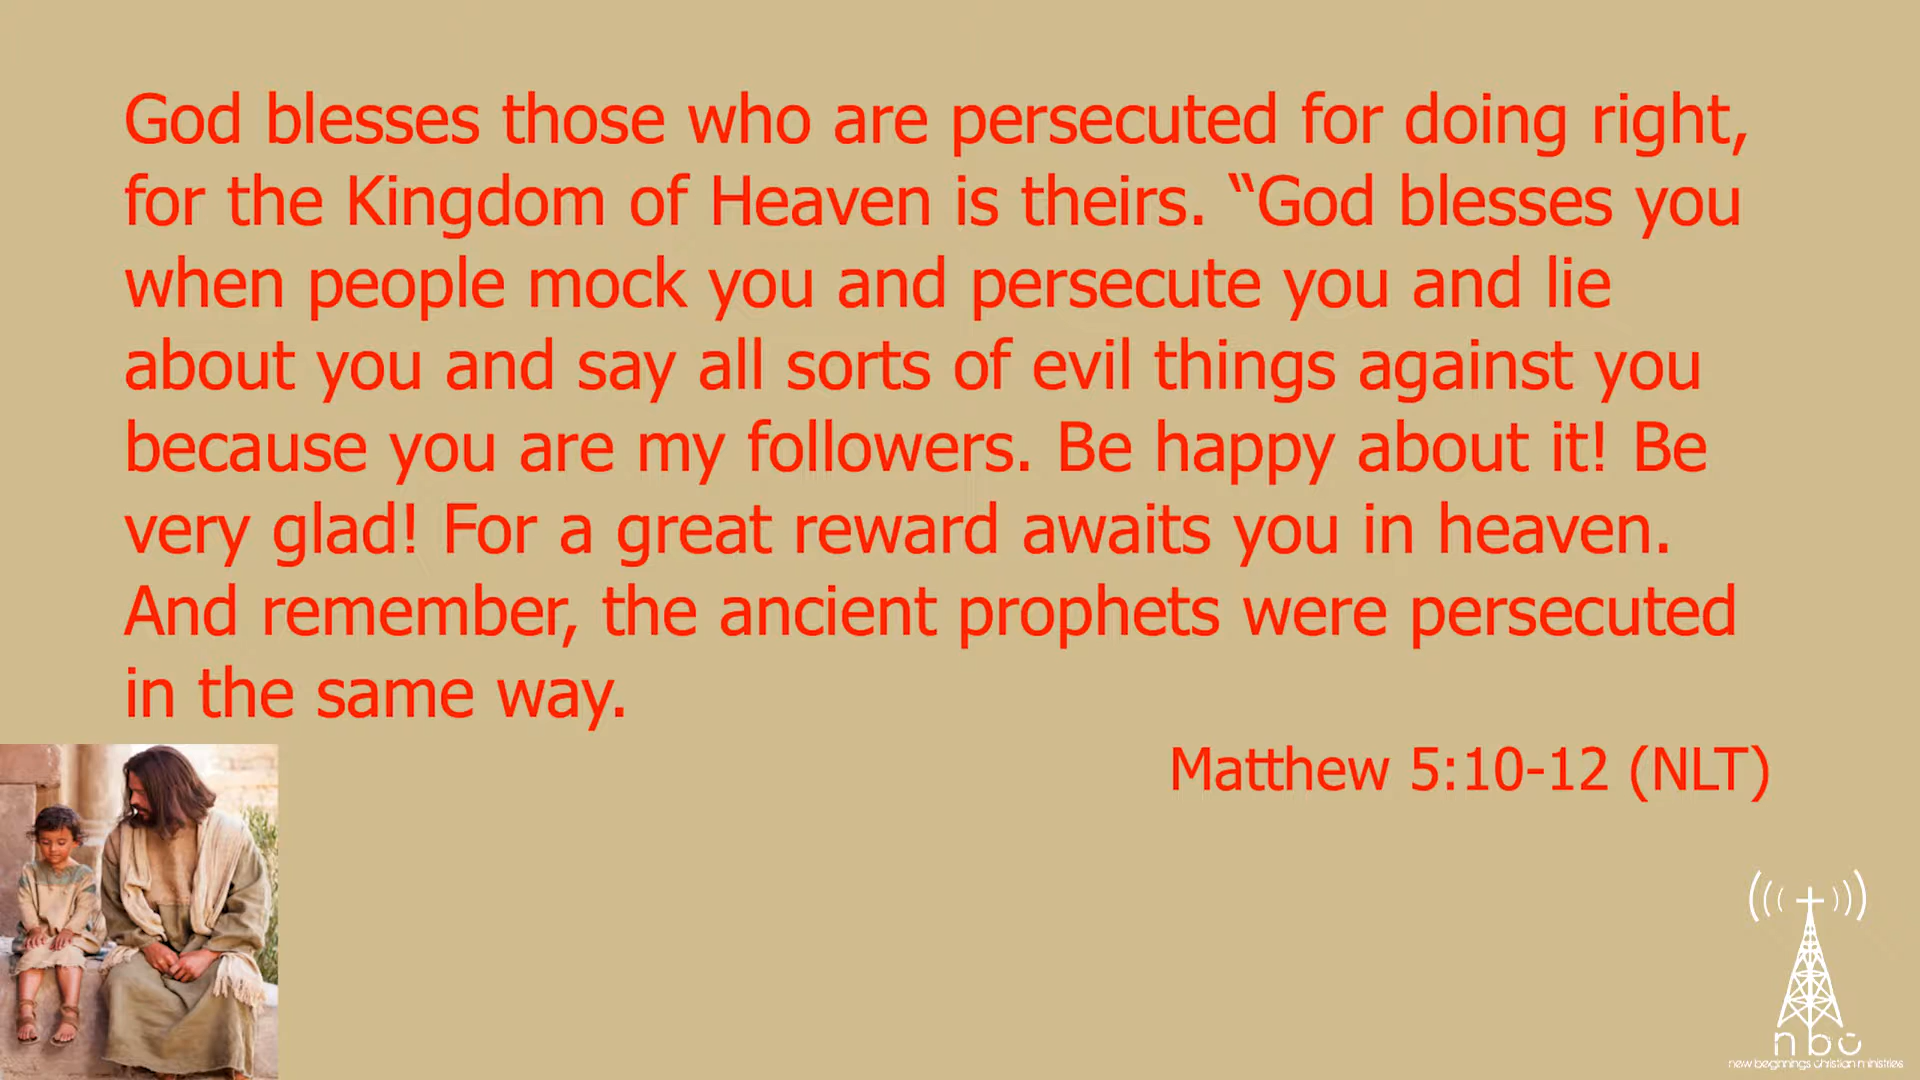 God blesses those who are persecuted for doing right,
for the Kingdom of Heaven is theirs. “God blesses you
when people mock you and persecute you and lie
about you and say all sorts of evil things against you
because you are my followers. Be happy about it! Be
very glad! For a great reward awaits you in heaven.
And remember, the ancient prophets were persecuted
in the same way.
Matthew 5:10-12 (NLT)
nbc
new beginnings christian ministries